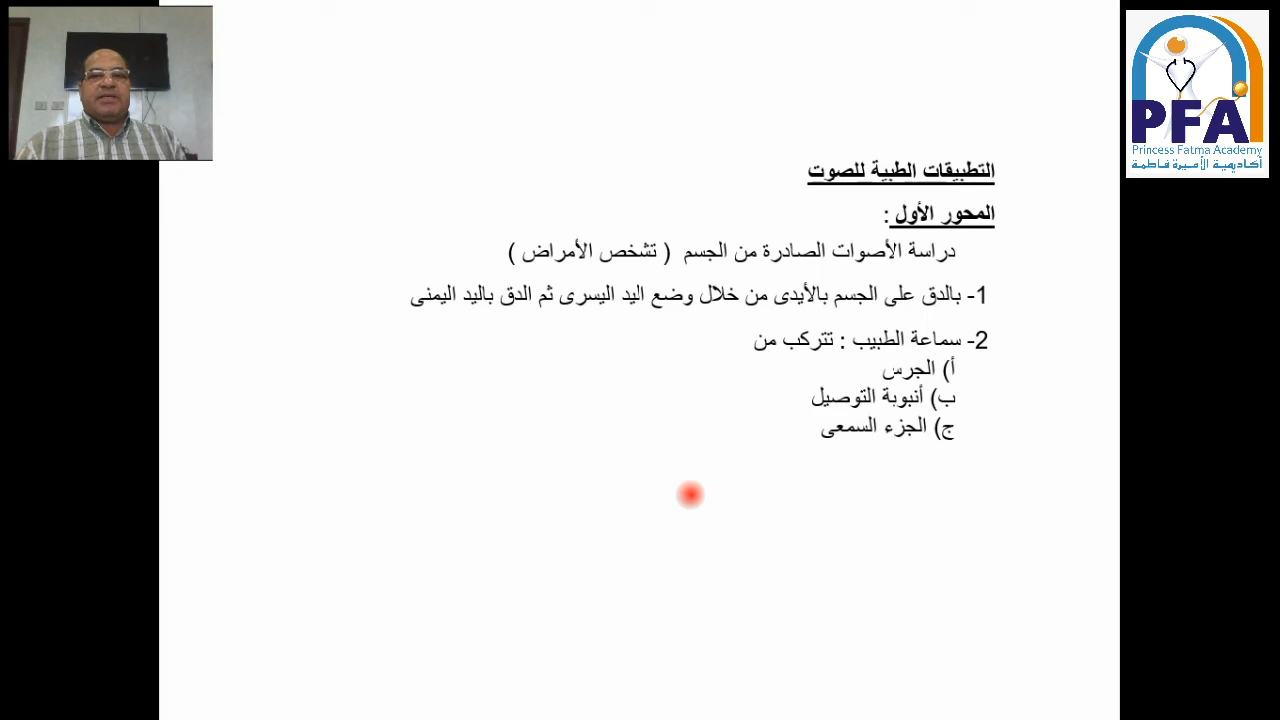 PFA
Princess Fatma Academy
أكاديمية الأميرة فاطمة
التطبيقات الطبية للصوت
المحور الأول :
دراسة الأصوات الصادرة من الجسم ( تشخص الأمراض )
1- بالدق على الجسم بالأيدى من خلال وضع اليد اليسرى ثم الدق باليد اليمنى
2- سماعة الطبيب : تتركب من
أ) الجرس
ب) أنبوبة التوصيل
ج) الجزء السمعى